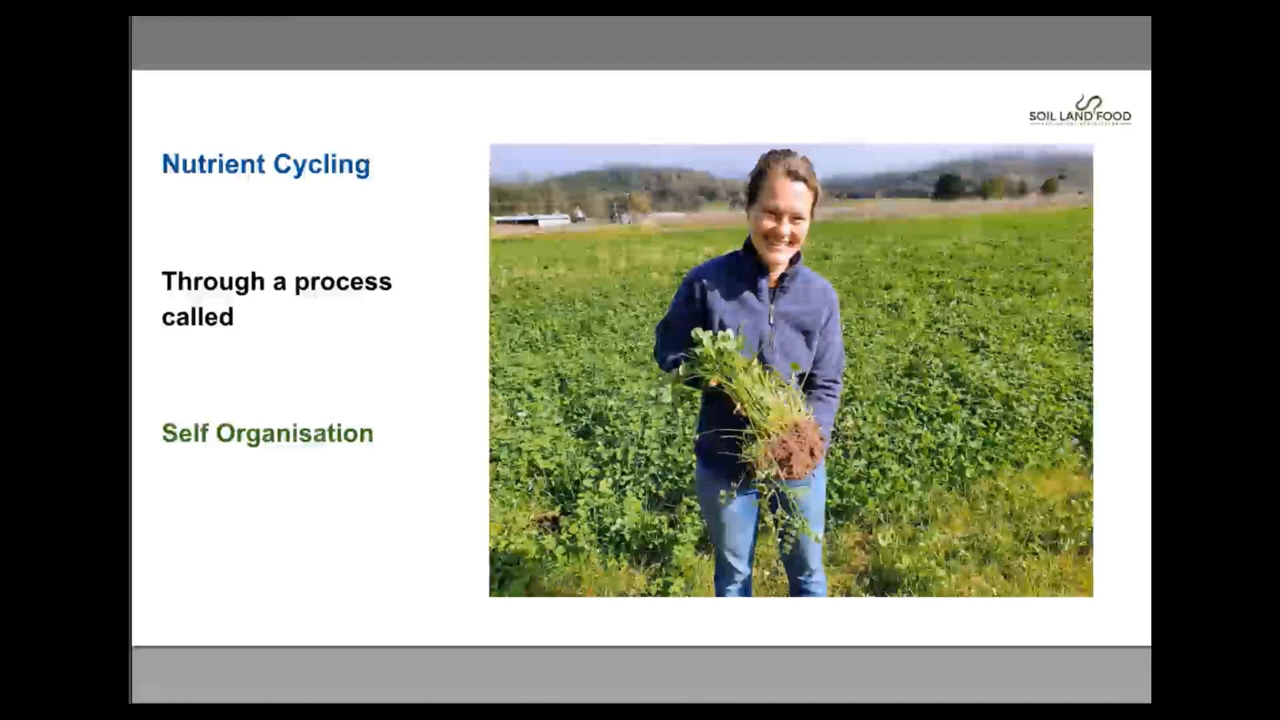 SOIL LAND FOOD
Nutrient Cycling
Through a process
called
Self Organisation